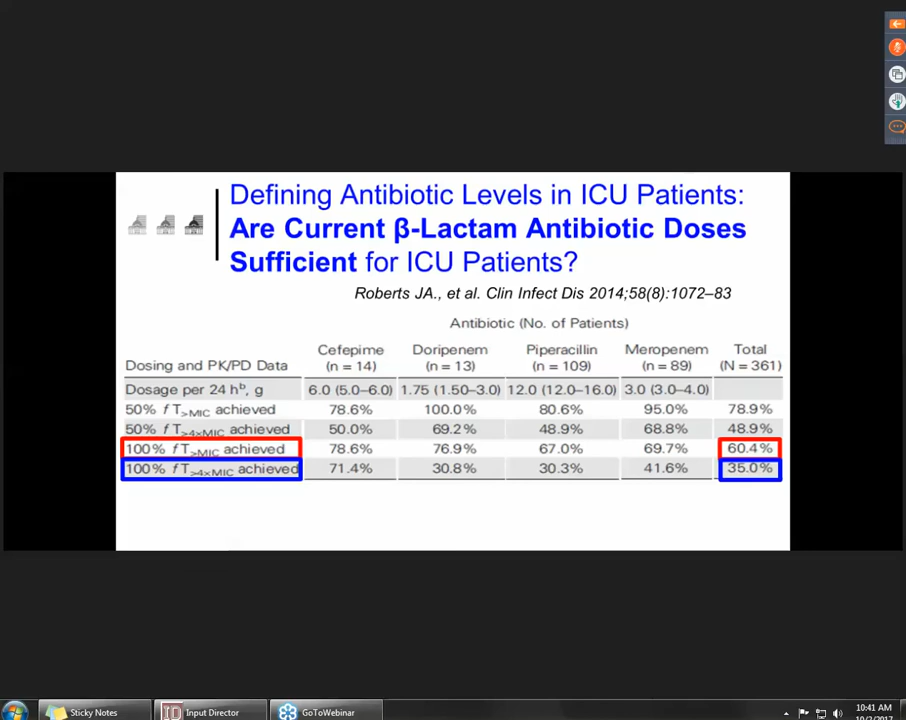 Defining Antibiotic Levels in ICU Patients:
Are Current β-Lactam Antibiotic Doses
Sufficient for ICU Patients?
Roberts JA., et al. Clin Infect Dis 2014;58(8):1072–83
Antibiotic (No. of Patients)
Cefepime Doripenem Piperacillin Meropenem Total
Dosing and PK/PD Data (n = 14) (n = 13) (n = 109) (n = 89) (N = 361)
Dosage per 24 hᵇ, g 6.0 (5.0–6.0) 1.75 (1.50–3.0) 12.0 (12.0–16.0) 3.0 (3.0–4.0)
50% f T>MIC achieved 78.6% 100.0% 80.6% 95.0% 78.9%
50% f T>4×MIC achieved 50.0% 69.2% 48.9% 68.8% 48.9%
100% f T>MIC achieved 78.6% 76.9% 67.0% 69.7% 60.4%
100% f T>4×MIC achieved 71.4% 30.8% 30.3% 41.6% 35.0%
Sticky Notes ID Input Director GoToWebinar 10:41 AM
10/2/2017